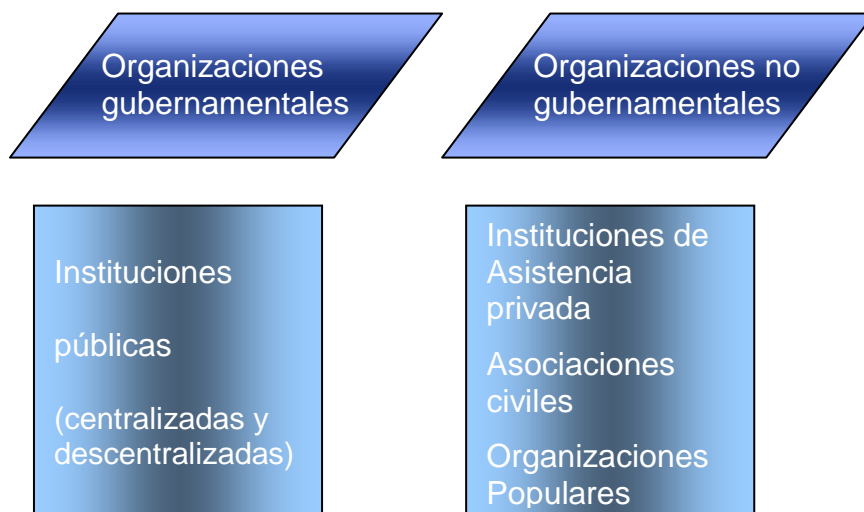 Organizaciones
gubernamentales
Organizaciones no
gubernamentales
Instituciones
públicas
(centralizadas y
descentralizadas)
Instituciones de
Asistencia
privada
Asociaciones
civiles
Organizaciones
Populares